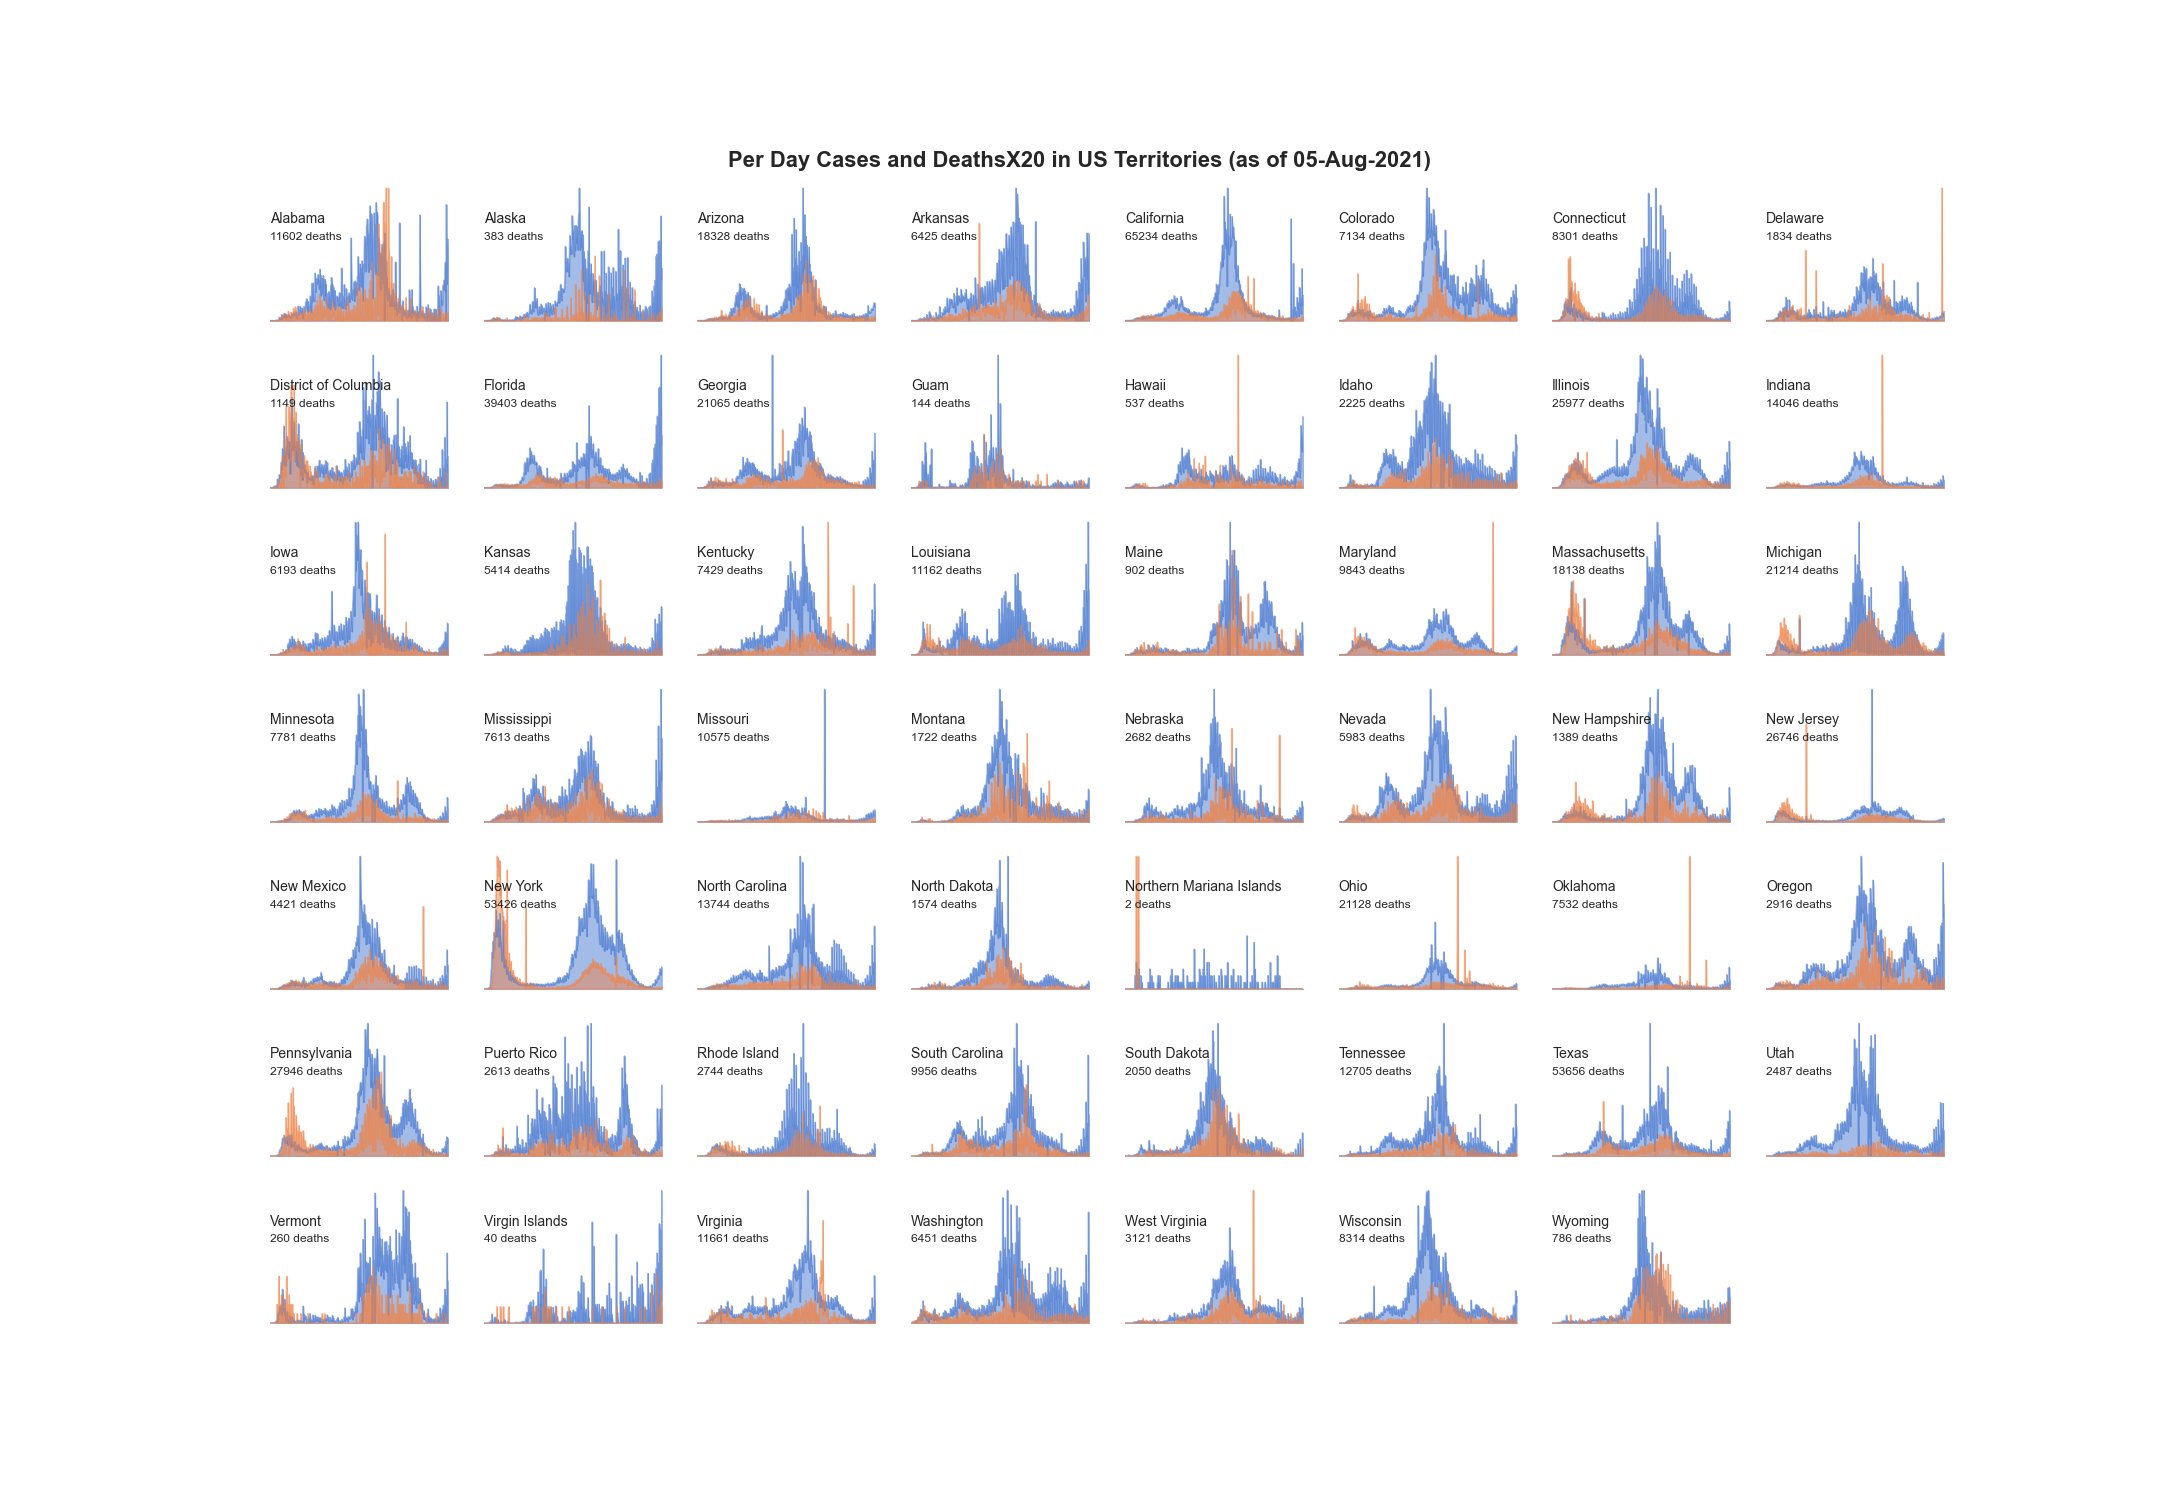 Per Day Cases and DeathsX20 in US Territories (as of 05-Aug-2021)
Alabama
11602 deaths
Alaska
383 deaths
Arizona
18328 deaths
Arkansas
6425 deaths
California
65234 deaths
Colorado
7134 deaths
Connecticut
8301 deaths
Delaware
1834 deaths
District of Columbia
1149 deaths
Florida
39403 deaths
Georgia
21065 deaths
Guam
144 deaths
Hawaii
537 deaths
Idaho
2225 deaths
Illinois
25977 deaths
Indiana
14046 deaths
Iowa
6193 deaths
Kansas
5414 deaths
Kentucky
7429 deaths
Louisiana
11162 deaths
Maine
902 deaths
Maryland
9843 deaths
Massachusetts
18138 deaths
Michigan
21214 deaths
Minnesota
7781 deaths
Mississippi
7613 deaths
Missouri
10575 deaths
Montana
1722 deaths
Nebraska
2682 deaths
Nevada
5983 deaths
New Hampshire
1389 deaths
New Jersey
26746 deaths
New Mexico
4421 deaths
New York
53426 deaths
North Carolina
13744 deaths
North Dakota
1574 deaths
Northern Mariana Islands
2 deaths
Ohio
21128 deaths
Oklahoma
7532 deaths
Oregon
2916 deaths
Pennsylvania
27946 deaths
Puerto Rico
2613 deaths
Rhode Island
2744 deaths
South Carolina
9956 deaths
South Dakota
2050 deaths
Tennessee
12705 deaths
Texas
53656 deaths
Utah
2487 deaths
Vermont
260 deaths
Virgin Islands
40 deaths
Virginia
11661 deaths
Washington
6451 deaths
West Virginia
3121 deaths
Wisconsin
8314 deaths
Wyoming
786 deaths